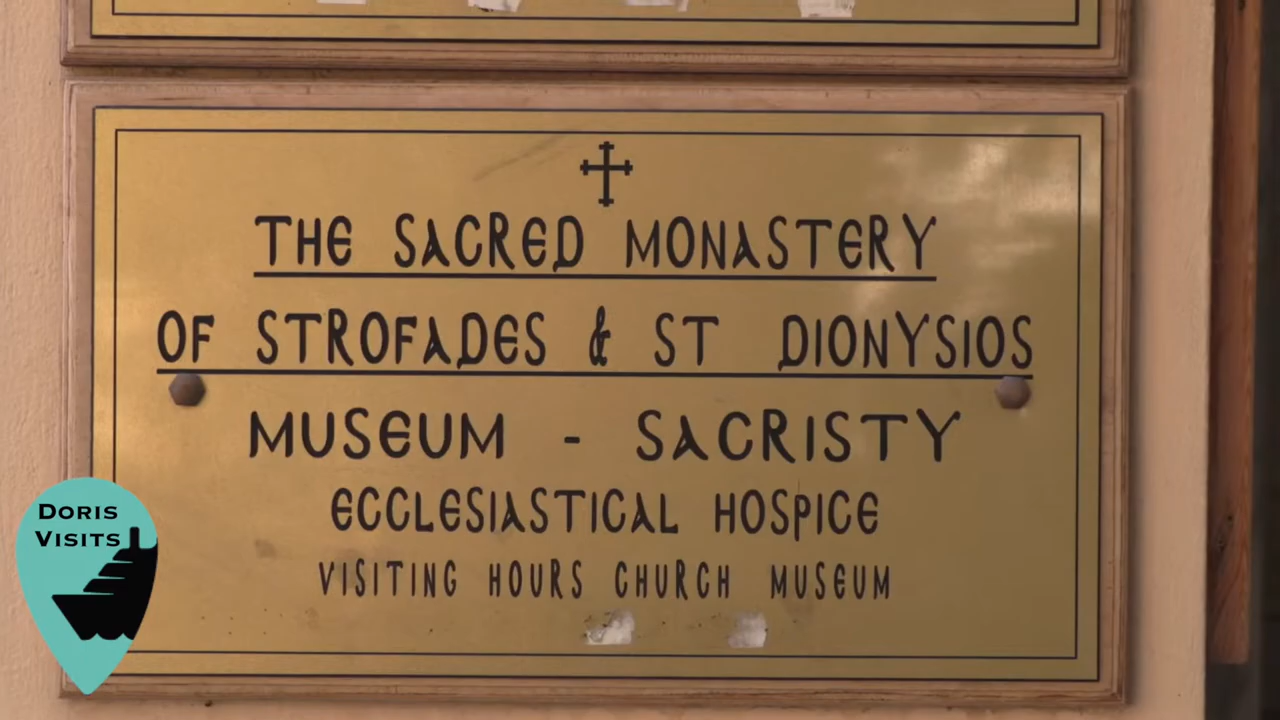 THE SACRED MONASTERY
OF STROFADES & ST DIONYSIOS
MUSEUM - SACRISTY
ECCLESIASTICAL HOSPICE
VISITING HOURS CHURCH MUSEUM
DORIS
VISITS